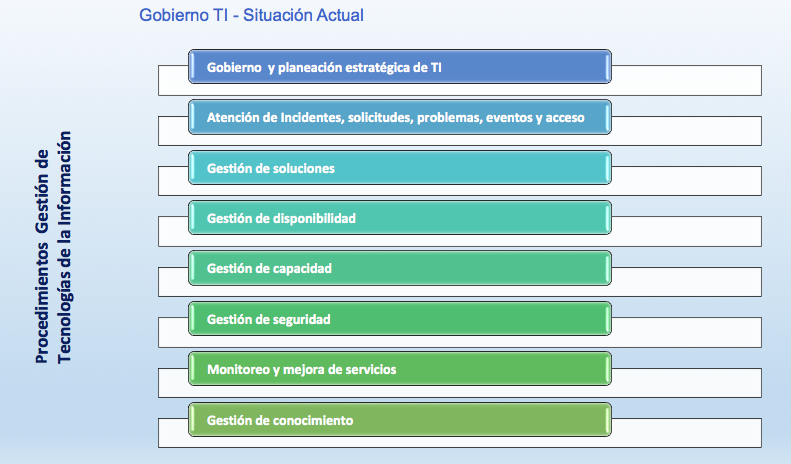 Gobierno TI - Situación Actual
Procedimientos Gestión de
Tecnologías de la Información
Gobierno y planeación estratégica de TI
Atención de Incidentes, solicitudes, problemas, eventos y acceso
Gestión de soluciones
Gestión de disponibilidad
Gestión de capacidad
Gestión de seguridad
Monitoreo y mejora de servicios
Gestión de conocimiento